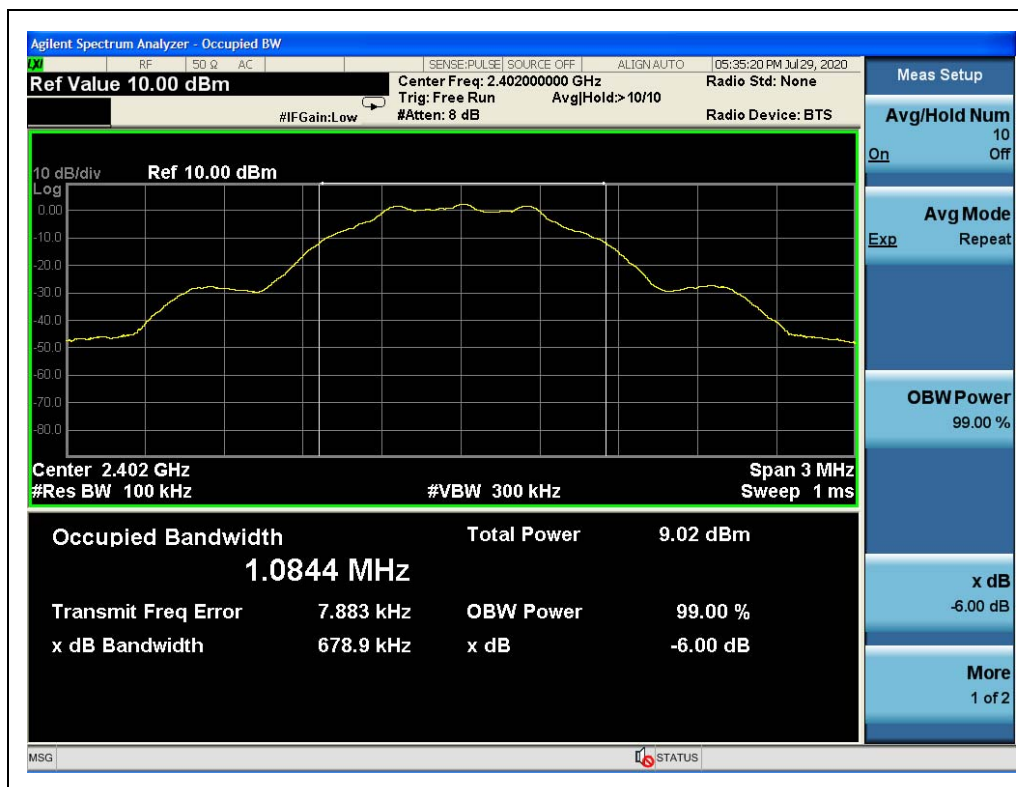 Agilent Spectrum Analyzer - Occupied BW
LXI RF 50 Ω AC SENSE:PULSE SOURCE OFF ALIGN AUTO 05:35:20 PM Jul 29, 2020
Ref Value 10.00 dBm
Center Freq: 2.402000000 GHz Radio Std: None
Trig: Free Run Avg|Hold:> 10/10
#IFGain:Low #Atten: 8 dB Radio Device: BTS
10 dB/div Ref 10.00 dBm
Log
0.00
-10.0
-20.0
-30.0
-40.0
-50.0
-60.0
-70.0
-80.0
Center 2.402 GHz Span 3 MHz
#Res BW 100 kHz #VBW 300 kHz Sweep 1 ms
Occupied Bandwidth Total Power 9.02 dBm
1.0844 MHz
Transmit Freq Error 7.883 kHz OBW Power 99.00 %
x dB Bandwidth 678.9 kHz x dB -6.00 dB
Meas Setup
Avg/Hold Num
10
On Off
Avg Mode
Exp Repeat
OBW Power
99.00 %
x dB
-6.00 dB
More
1 of 2
MSG STATUS